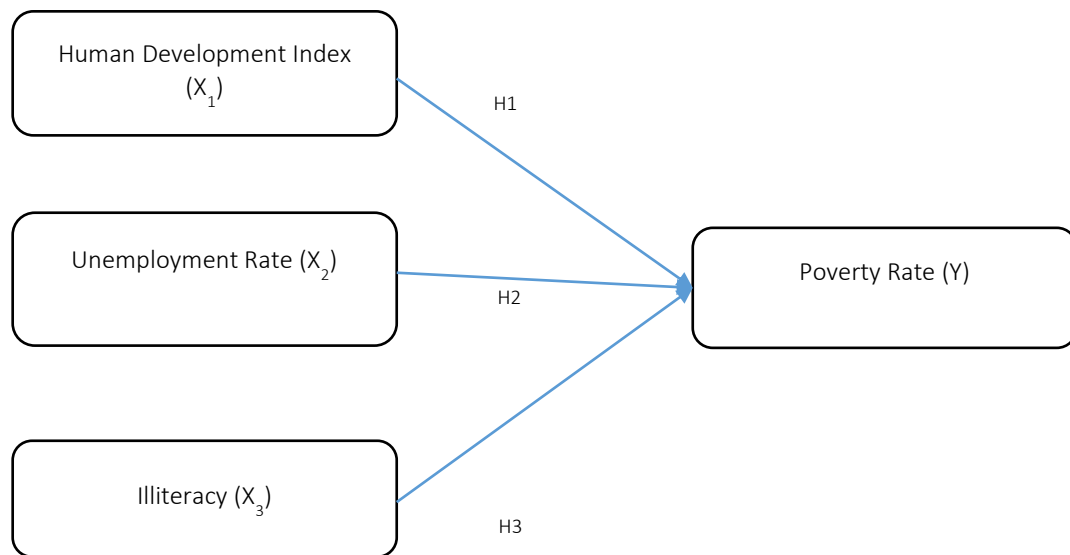 Human Development Index
(X₁)
H1
Unemployment Rate (X₂)
H2
Poverty Rate (Y)
Illiteracy (X₃)
H3